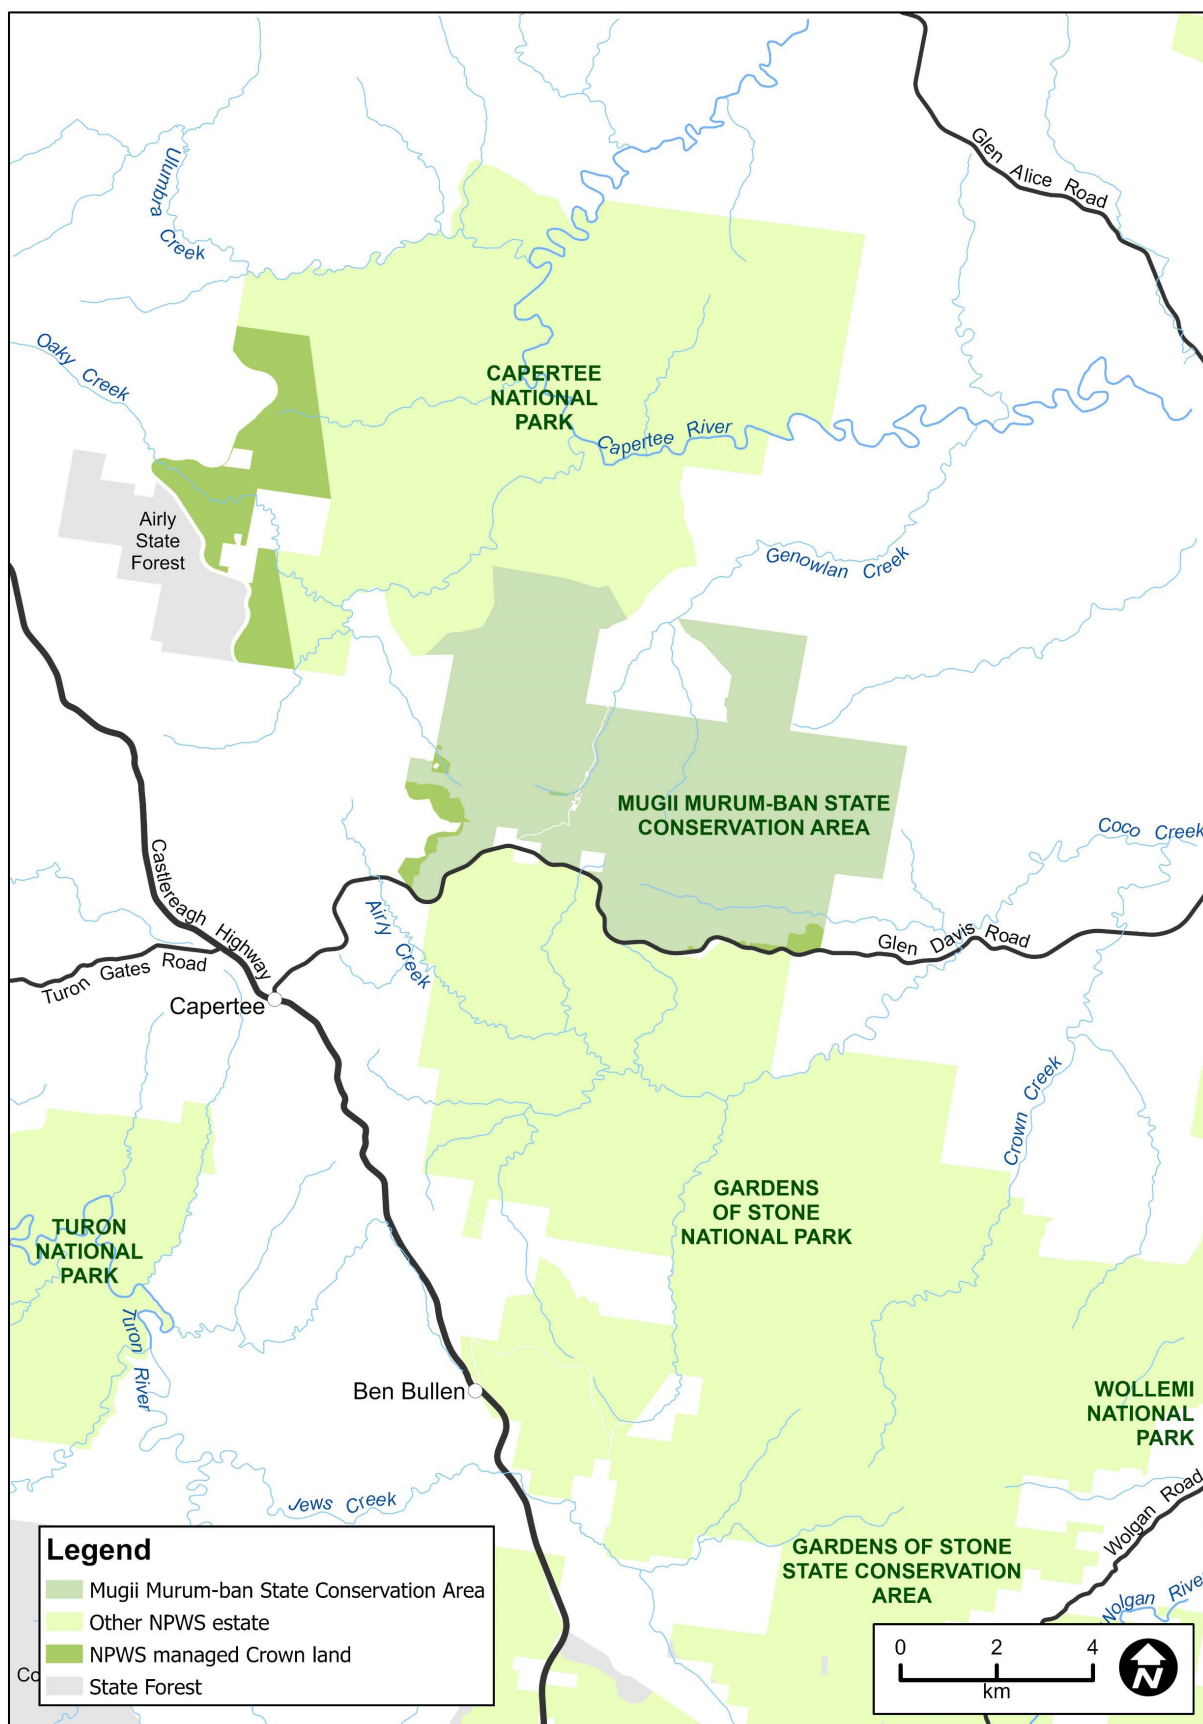 Glen Alice Road
Ulumbra
Creek
Oaky Creek
CAPERTEE
NATIONAL
PARK
Capertee River
Airly
State
Forest
Genowlan Creek
MUGII MURUM-BAN STATE
CONSERVATION AREA
Coco Creek
Castlereagh Highway
Airly Creek
Glen Davis Road
Turon Gates Road
Capertee
Crown Creek
GARDENS
OF STONE
NATIONAL PARK
TURON
NATIONAL
PARK
Turon River
Ben Bullen
WOLLEMI
NATIONAL
PARK
Jews Creek
Wolgan Road
GARDENS OF STONE
STATE CONSERVATION
AREA
Wolgan River
Legend
Mugii Murum-ban State Conservation Area
Other NPWS estate
NPWS managed Crown land
State Forest
Co
0 2 4
km
N